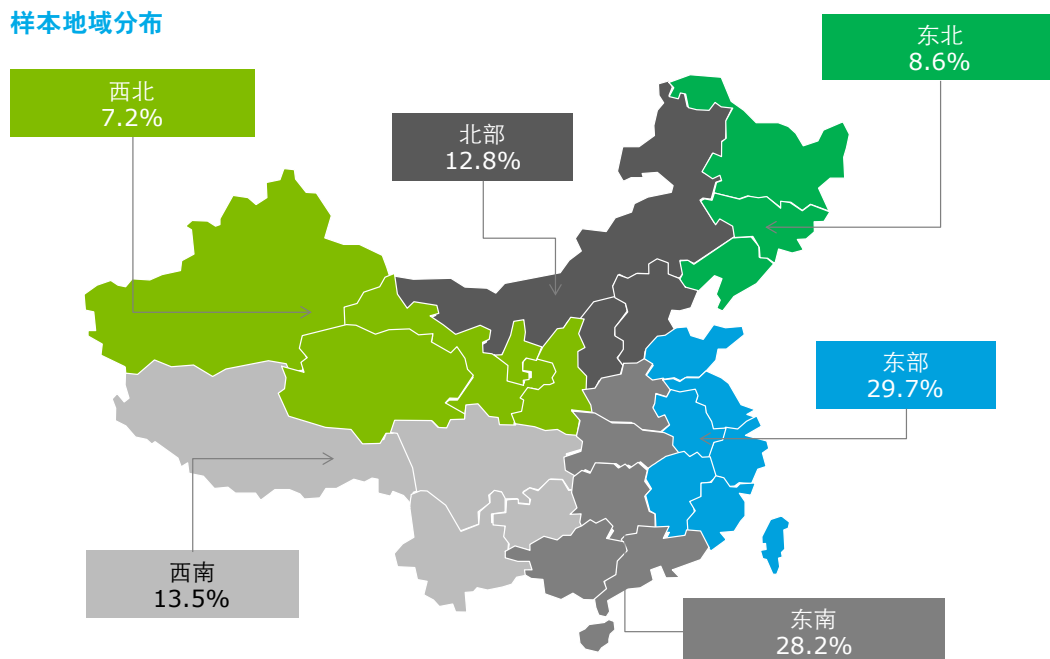 样本地域分布
东北
8.6%
西北
7.2%
北部
12.8%
东部
29.7%
西南
13.5%
东南
28.2%